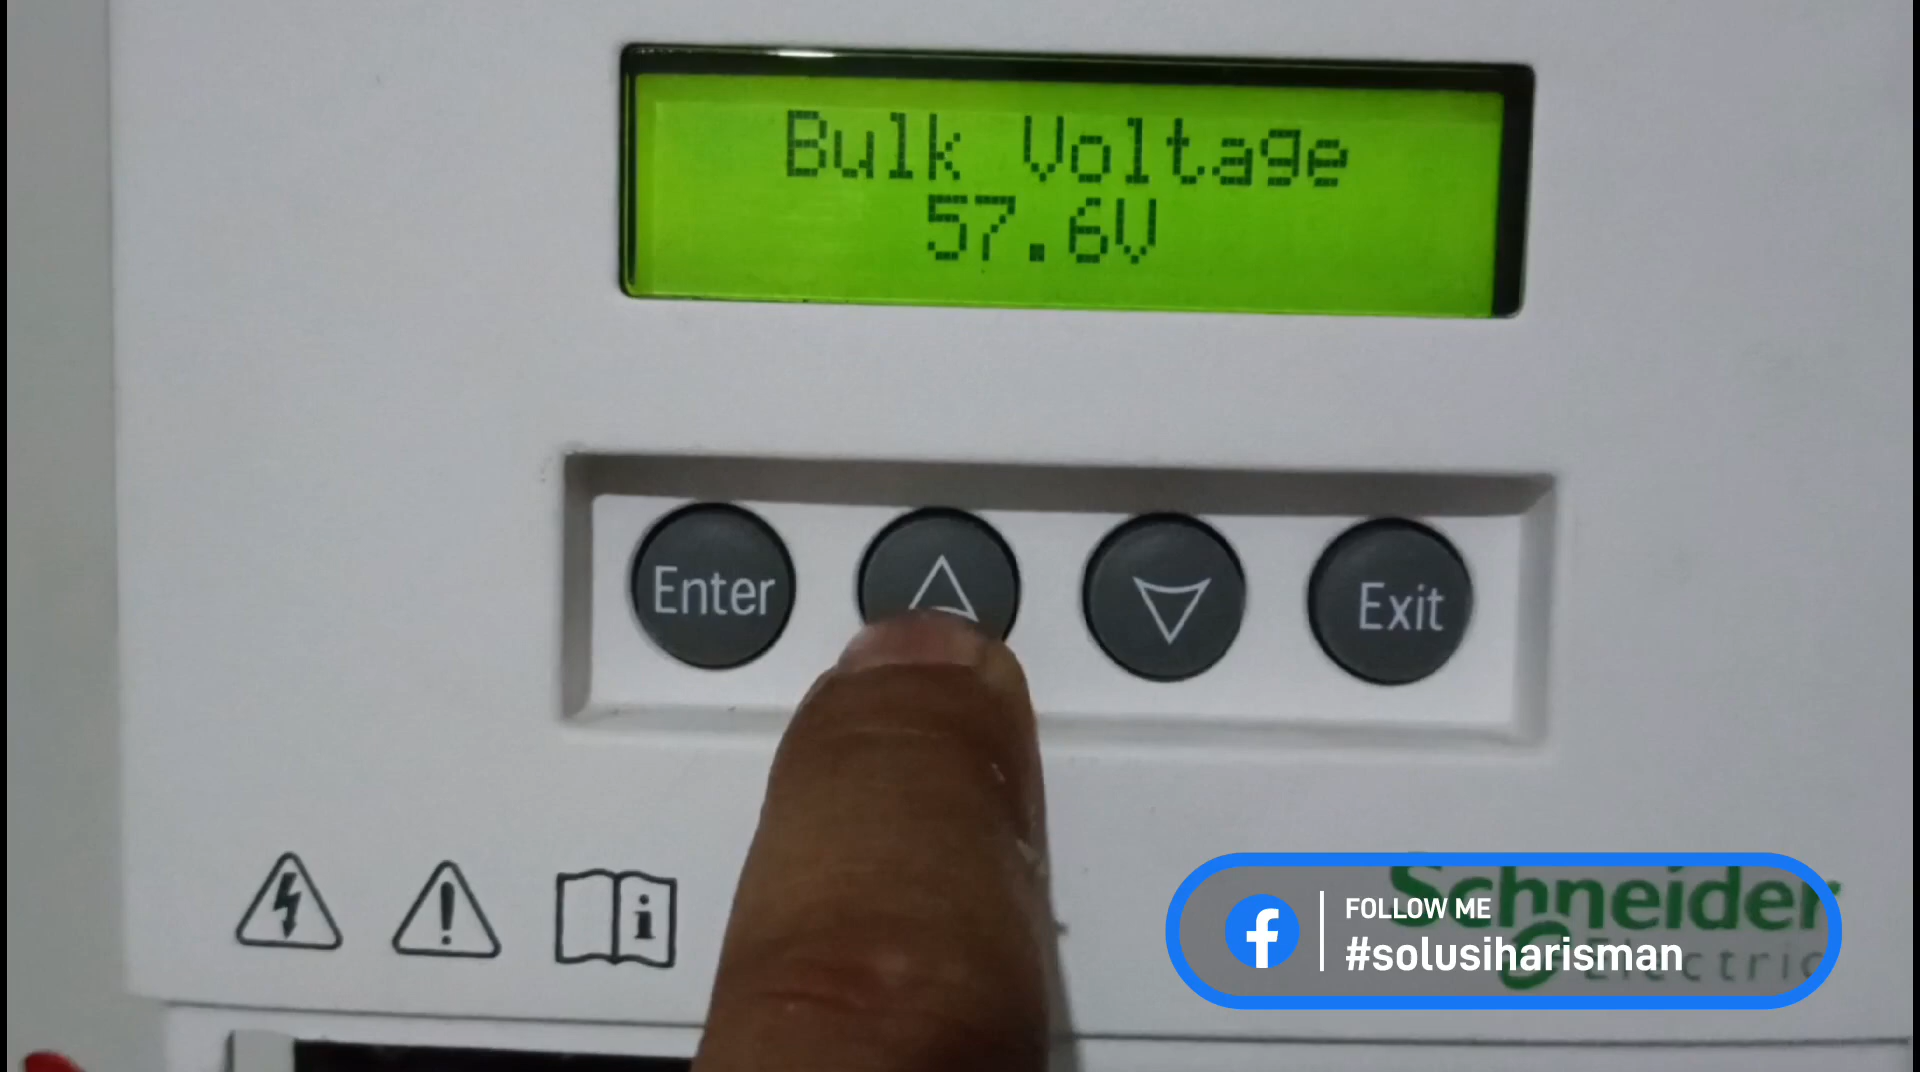 Bulk Voltage
57.6V
Enter
Exit
Schneider
Electric
FOLLOW ME
#solusiharisman